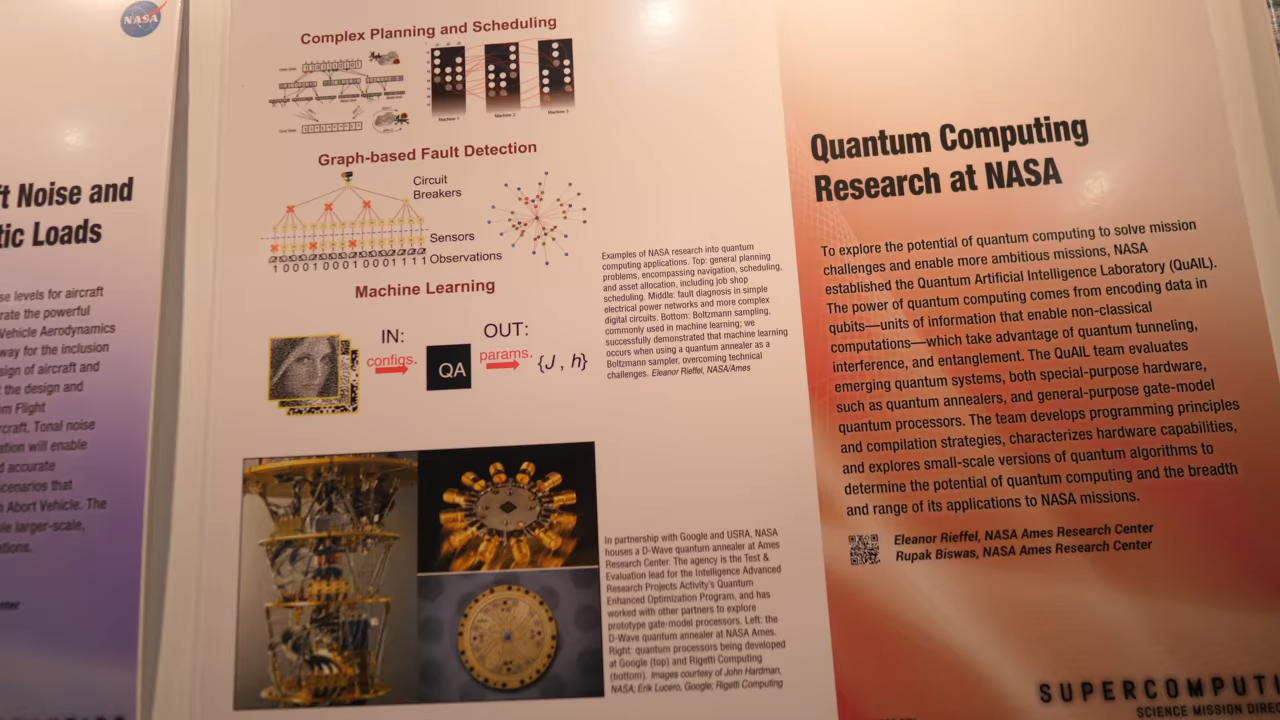 NASA
ft Noise and
tic Loads
se levels for aircraft
rate the powerful
Vehicle Aerodynamics
way for the inclusion
sign of aircraft and
t the design and
m Flight
rcraft. Tonal noise
ation will enable
d accurate
cenarios that
n Abort Vehicle. The
le larger-scale,
ations.
enter
Complex Planning and Scheduling
Machine 1
Machine 2
Machine 3
Graph-based Fault Detection
Circuit
Breakers
Sensors
1 0 0 0 1 0 0 0 1 0 0 0 1 1 1 1 Observations
Machine Learning
IN:
configs.
QA
OUT:
params.
{J , h}
Examples of NASA research into quantum
computing applications. Top: general planning
problems, encompassing navigation, scheduling,
and asset allocation, including job shop
scheduling. Middle: fault diagnosis in simple
electrical power networks and more complex
digital circuits. Bottom: Boltzmann sampling,
commonly used in machine learning; we
successfully demonstrated that machine learning
occurs when using a quantum annealer as a
Boltzmann sampler, overcoming technical
challenges. Eleanor Rieffel, NASA/Ames
In partnership with Google and USRA, NASA
houses a D-Wave quantum annealer at Ames
Research Center. The agency is the Test &
Evaluation lead for the Intelligence Advanced
Research Projects Activity's Quantum
Enhanced Optimization Program, and has
worked with other partners to explore
prototype gate-model processors. Left: the
D-Wave quantum annealer at NASA Ames.
Right: quantum processors being developed
at Google (top) and Rigetti Computing
(bottom). Images courtesy of John Hardman,
NASA; Erik Lucero, Google; Rigetti Computing
Quantum Computing
Research at NASA
To explore the potential of quantum computing to solve mission
challenges and enable more ambitious missions, NASA
established the Quantum Artificial Intelligence Laboratory (QuAIL).
The power of quantum computing comes from encoding data in
qubits—units of information that enable non-classical
computations—which take advantage of quantum tunneling,
interference, and entanglement. The QuAIL team evaluates
emerging quantum systems, both special-purpose hardware,
such as quantum annealers, and general-purpose gate-model
quantum processors. The team develops programming principles
and compilation strategies, characterizes hardware capabilities,
and explores small-scale versions of quantum algorithms to
determine the potential of quantum computing and the breadth
and range of its applications to NASA missions.
Eleanor Rieffel, NASA Ames Research Center
Rupak Biswas, NASA Ames Research Center
SUPERCOMPUT
SCIENCE MISSION DIRE